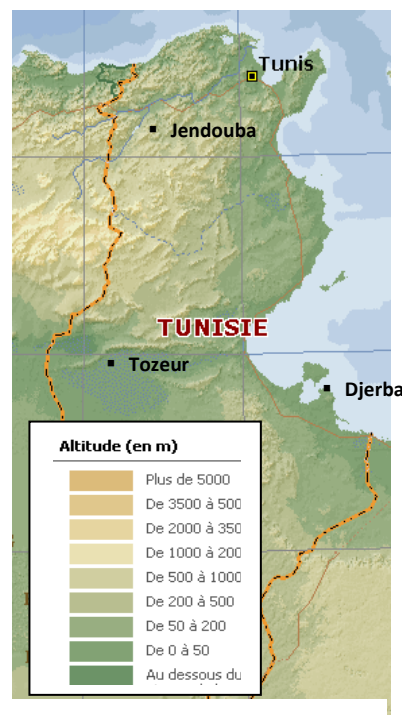 Tunis
Jendouba
TUNISIE
Tozeur
Djerba
Altitude (en m)
Plus de 5000
De 3500 à 500
De 2000 à 350
De 1000 à 200
De 500 à 1000
De 200 à 500
De 50 à 200
De 0 à 50
Au dessous du